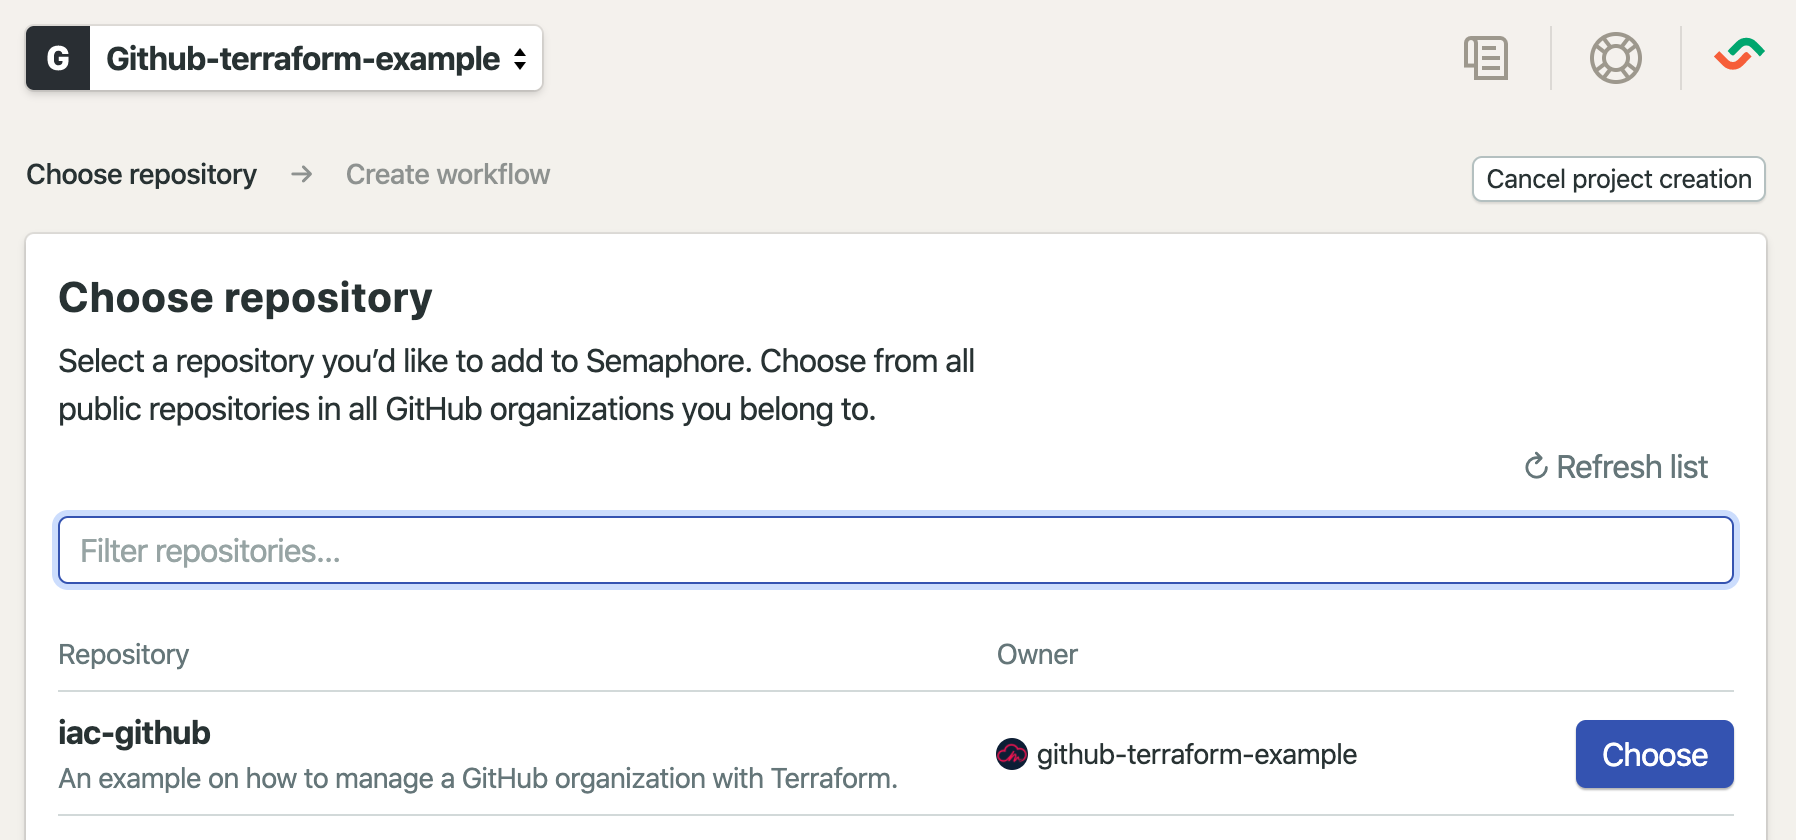 G Github-terraform-example
Choose repository → Create workflow
Cancel project creation
Choose repository
Select a repository you’d like to add to Semaphore. Choose from all
public repositories in all GitHub organizations you belong to.
Refresh list
Filter repositories...
Repository Owner
iac-github
An example on how to manage a GitHub organization with Terraform.
github-terraform-example
Choose